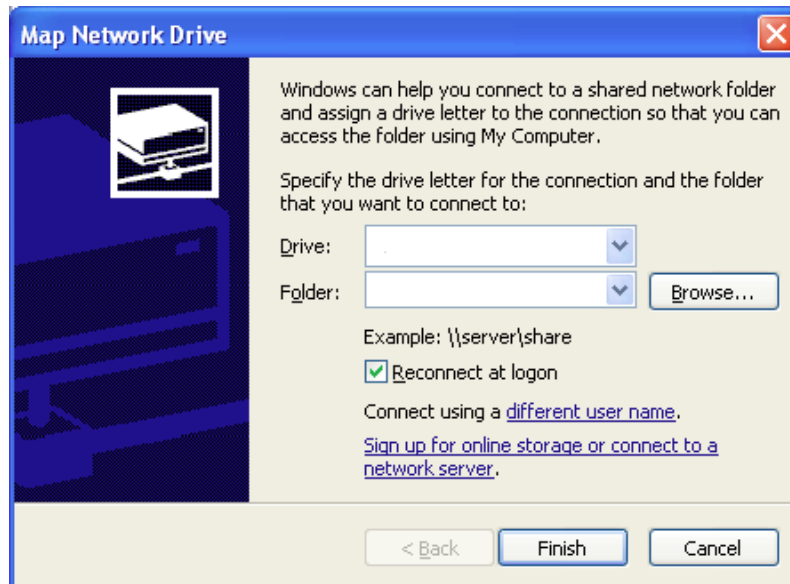 Map Network Drive
Windows can help you connect to a shared network folder
and assign a drive letter to the connection so that you can
access the folder using My Computer.
Specify the drive letter for the connection and the folder
that you want to connect to:
Drive:
Folder:
Browse...
Example: \\server\share
Reconnect at logon
Connect using a different user name.
Sign up for online storage or connect to a
network server.
< Back
Finish
Cancel